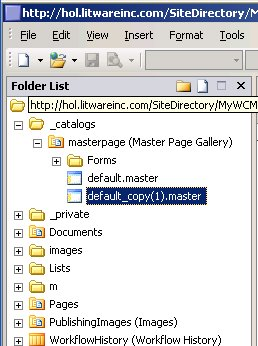 http://hol.litwareinc.com/SiteDirectory/M
File Edit View Insert Format Tools
Folder List
http://hol.litwareinc.com/SiteDirectory/MyWCM
_catalogs
masterpage (Master Page Gallery)
Forms
default.master
default_copy(1).master
_private
Documents
images
Lists
m
Pages
PublishingImages (Images)
WorkflowHistory (Workflow History)